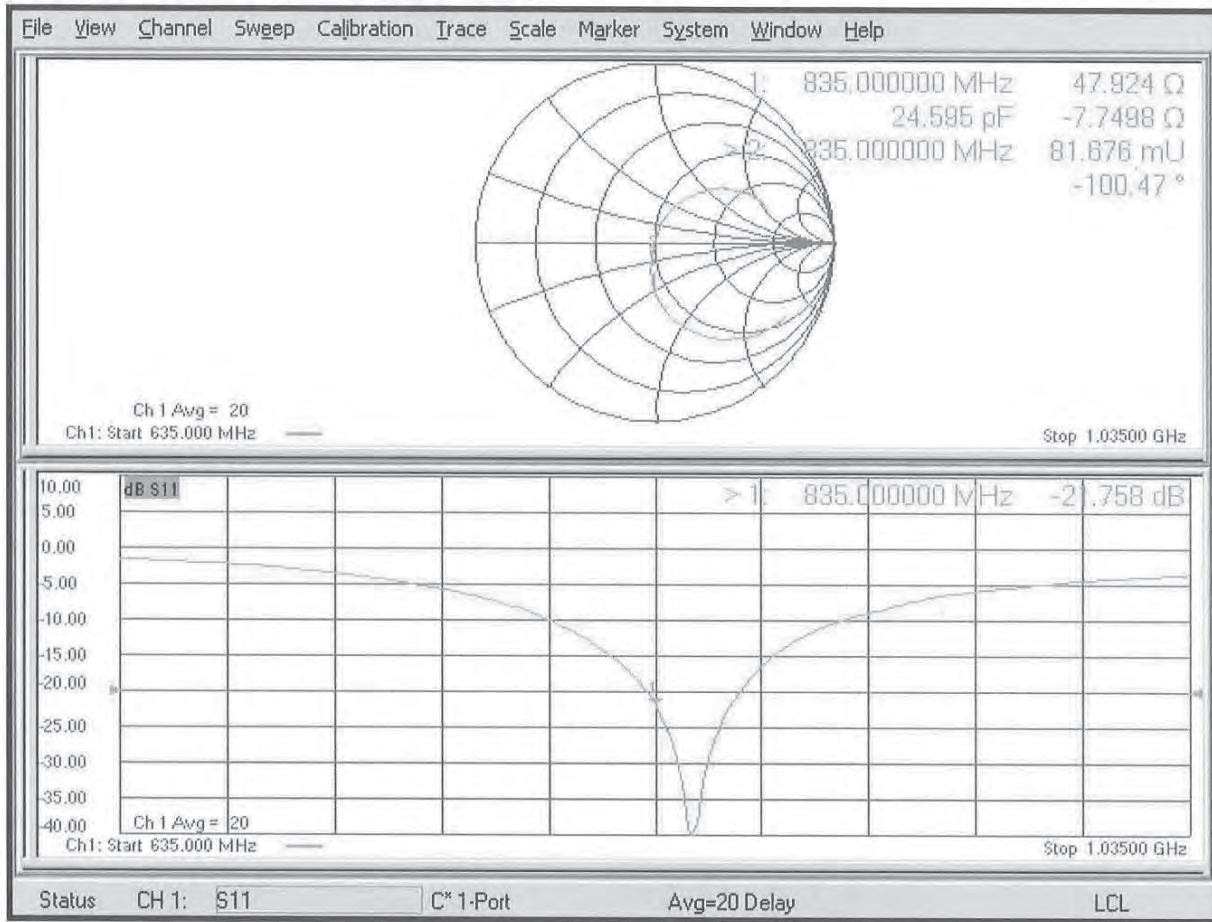 File View Channel Sweep Calibration Trace Scale Marker System Window Help
1: 835.000000 MHz 47.924 Ω
24.595 pF -7.7498 Ω
> 2: 835.000000 MHz 81.676 mU
-100.47 °
Ch 1 Avg = 20
Ch1: Start 635.000 MHz
Stop 1.03500 GHz
10.00
dB S11
> 1: 835.000000 MHz -21.758 dB
5.00
0.00
-5.00
-10.00
-15.00
-20.00
1
-25.00
-30.00
-35.00
-40.00
Ch 1 Avg = 20
Ch1: Start 635.000 MHz
Stop 1.03500 GHz
Status CH 1: S11 C* 1-Port Avg=20 Delay LCL